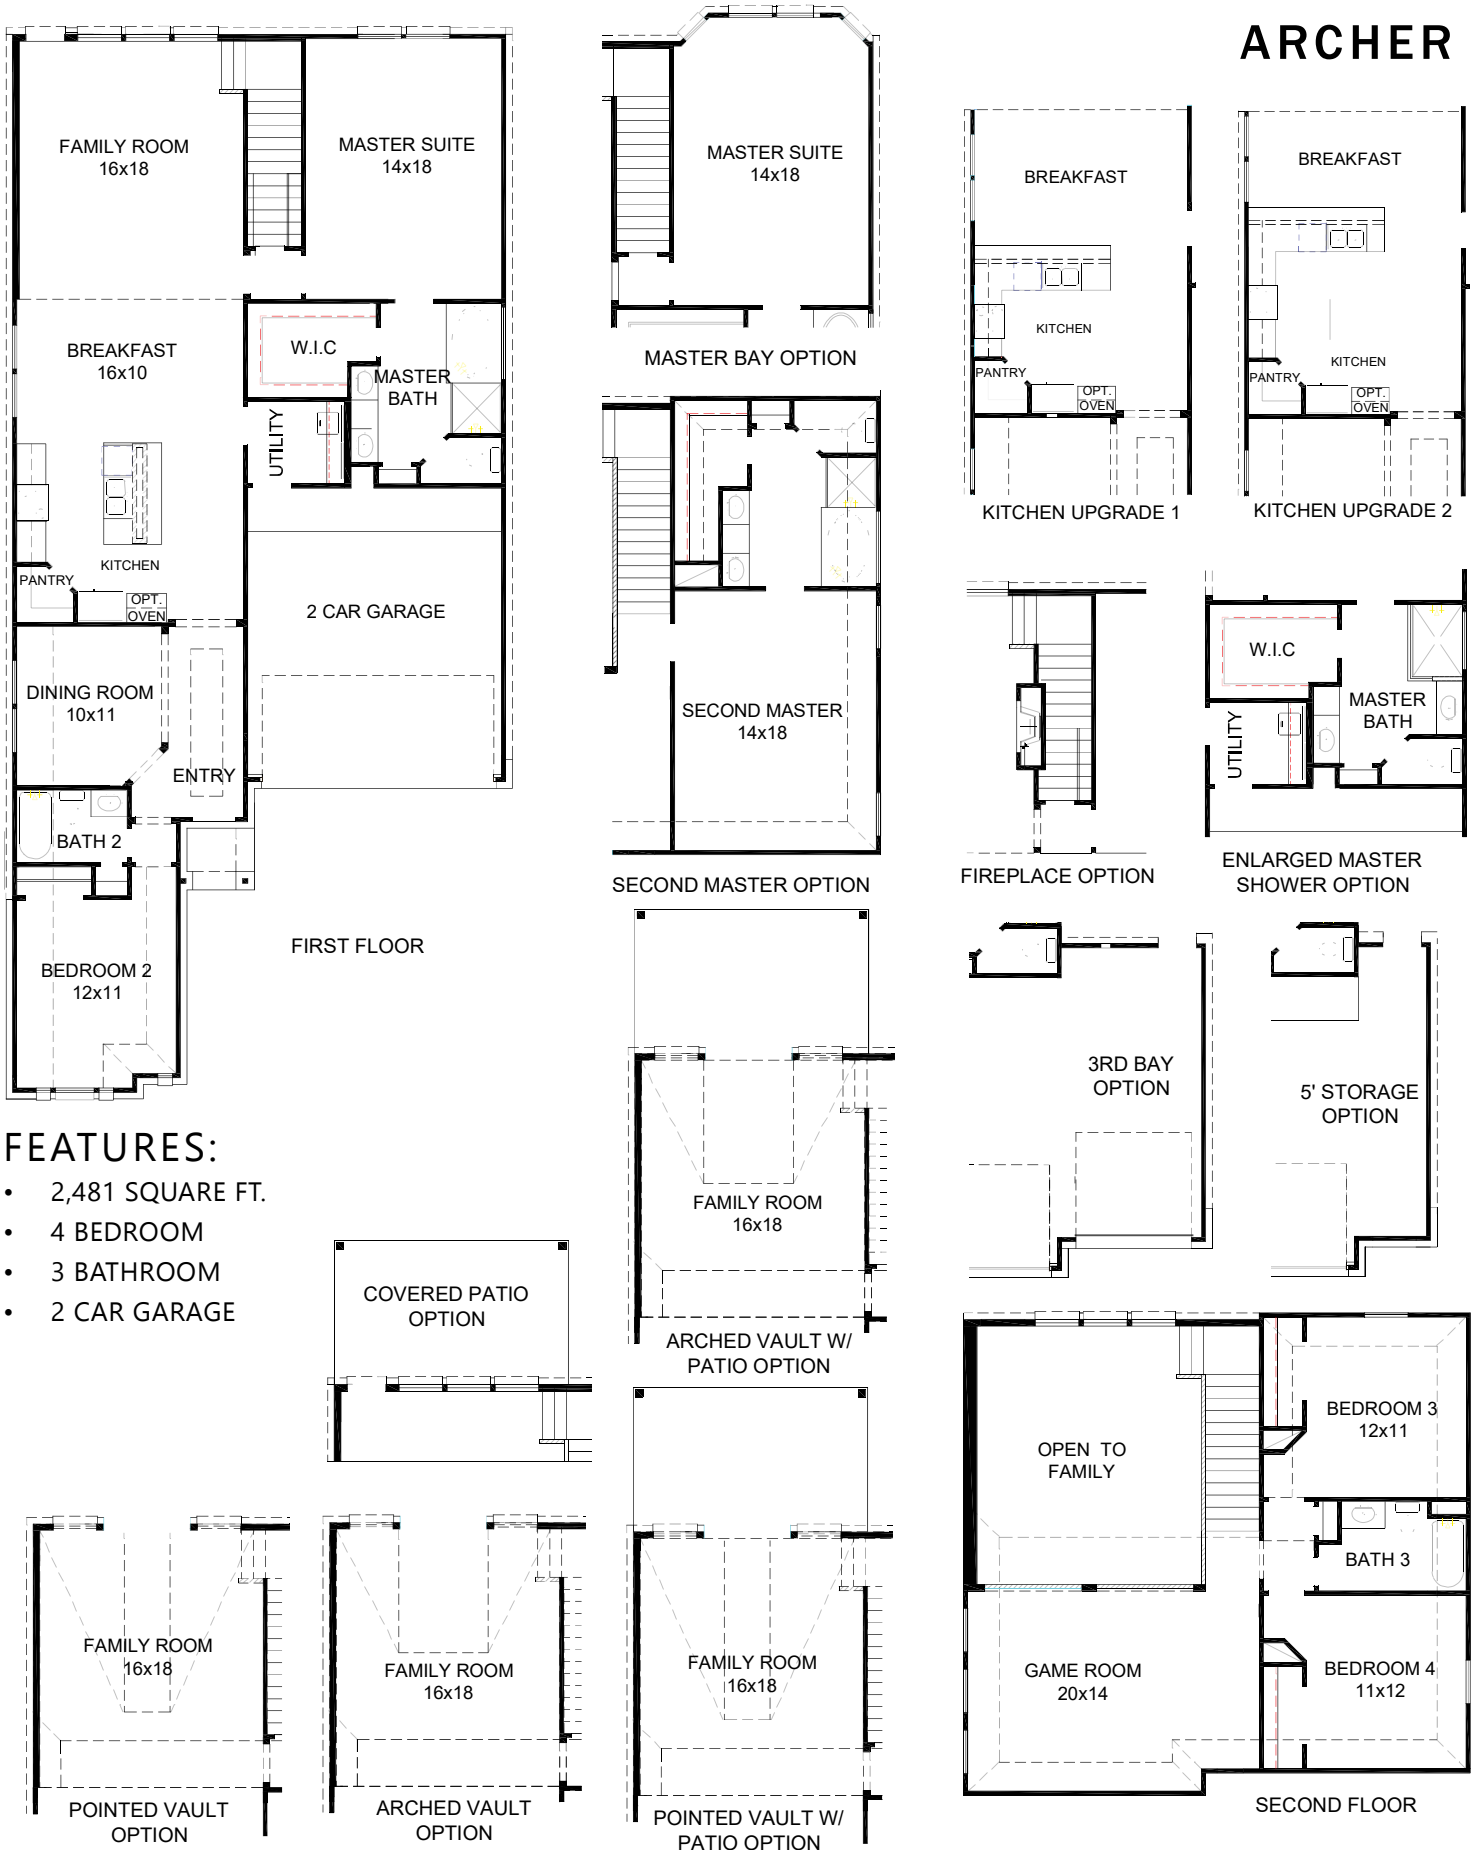 ARCHER
FAMILY ROOM
16x18
MASTER SUITE
14x18
BREAKFAST
16x10
W.I.C
MASTER
BATH
UTILITY
KITCHEN
PANTRY
OPT.
OVEN
2 CAR GARAGE
DINING ROOM
10x11
ENTRY
BATH 2
BEDROOM 2
12x11
FIRST FLOOR
MASTER SUITE
14x18
MASTER BAY OPTION
SECOND MASTER
14x18
SECOND MASTER OPTION
BREAKFAST
KITCHEN
PANTRY
OPT.
OVEN
KITCHEN UPGRADE 1
BREAKFAST
KITCHEN
PANTRY
OPT.
OVEN
KITCHEN UPGRADE 2
FIREPLACE OPTION
W.I.C
MASTER
BATH
UTILITY
ENLARGED MASTER
SHOWER OPTION
3RD BAY
OPTION
5' STORAGE
OPTION
FEATURES:
• 2,481 SQUARE FT.
• 4 BEDROOM
• 3 BATHROOM
• 2 CAR GARAGE
COVERED PATIO
OPTION
FAMILY ROOM
16x18
ARCHED VAULT W/
PATIO OPTION
FAMILY ROOM
16x18
POINTED VAULT
OPTION
FAMILY ROOM
16x18
ARCHED VAULT
OPTION
FAMILY ROOM
16x18
POINTED VAULT W/
PATIO OPTION
OPEN TO
FAMILY
BEDROOM 3
12x11
BATH 3
GAME ROOM
20x14
BEDROOM 4
11x12
SECOND FLOOR